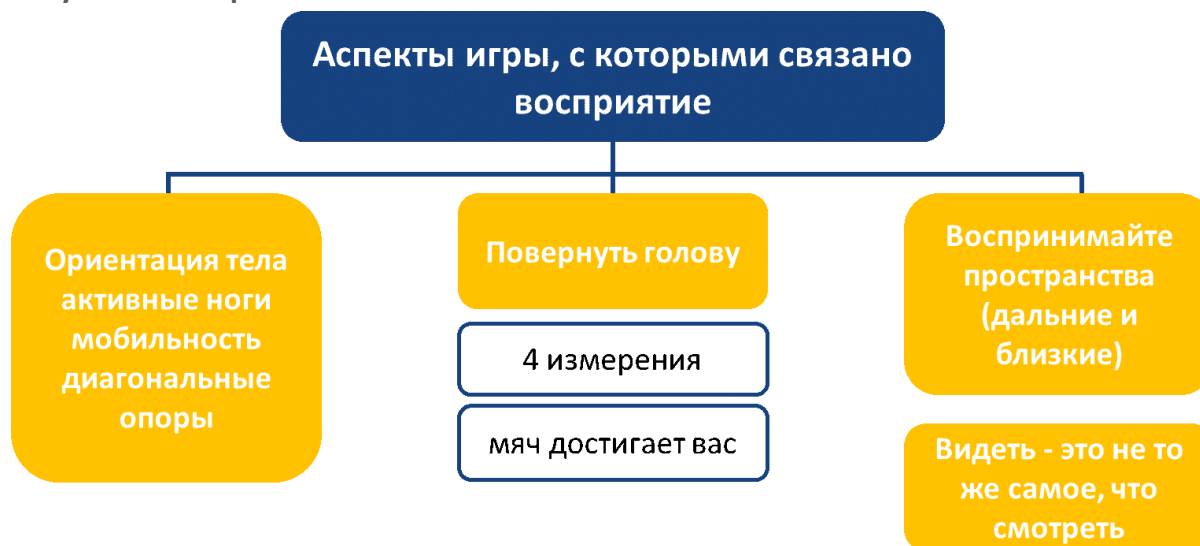 Аспекты игры, с которыми связано
восприятие
Ориентация тела
активные ноги
мобильность
диагональные
опоры
Повернуть голову
4 измерения
мяч достигает вас
Воспринимайте
пространства
(дальние и
близкие)
Видеть - это не то
же самое, что
смотреть